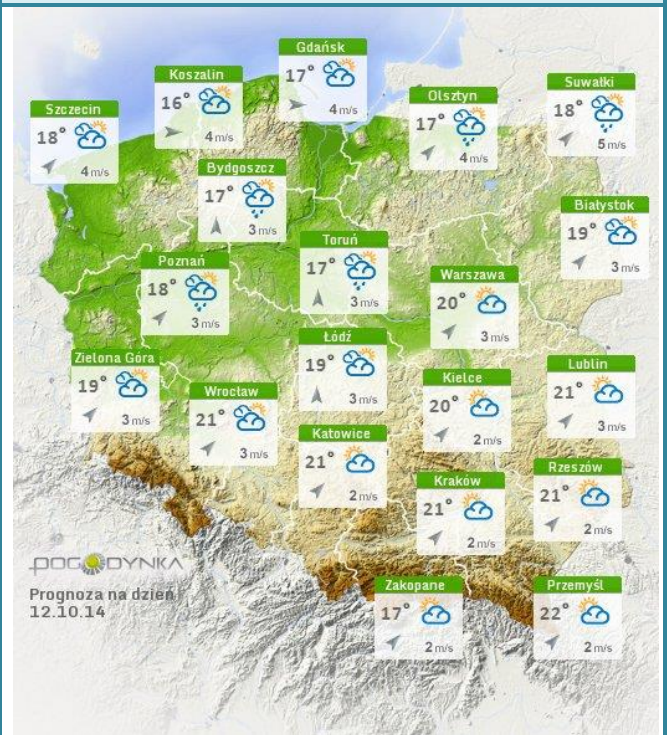 Gdańsk
17°
4 m/s
Koszalin
16°
4 m/s
Szczecin
18°
4 m/s
Olsztyn
17°
4 m/s
Suwałki
18°
5 m/s
Bydgoszcz
17°
3 m/s
Białystok
19°
3 m/s
Toruń
17°
3 m/s
Poznań
18°
3 m/s
Warszawa
20°
3 m/s
Łódź
19°
3 m/s
Zielona Góra
19°
3 m/s
Wrocław
21°
3 m/s
Kielce
20°
2 m/s
Lublin
21°
3 m/s
Katowice
21°
2 m/s
Kraków
21°
2 m/s
Rzeszów
21°
2 m/s
POGODYNKA
Prognoza na dzień
12.10.14
Zakopane
17°
2 m/s
Przemyśl
22°
2 m/s